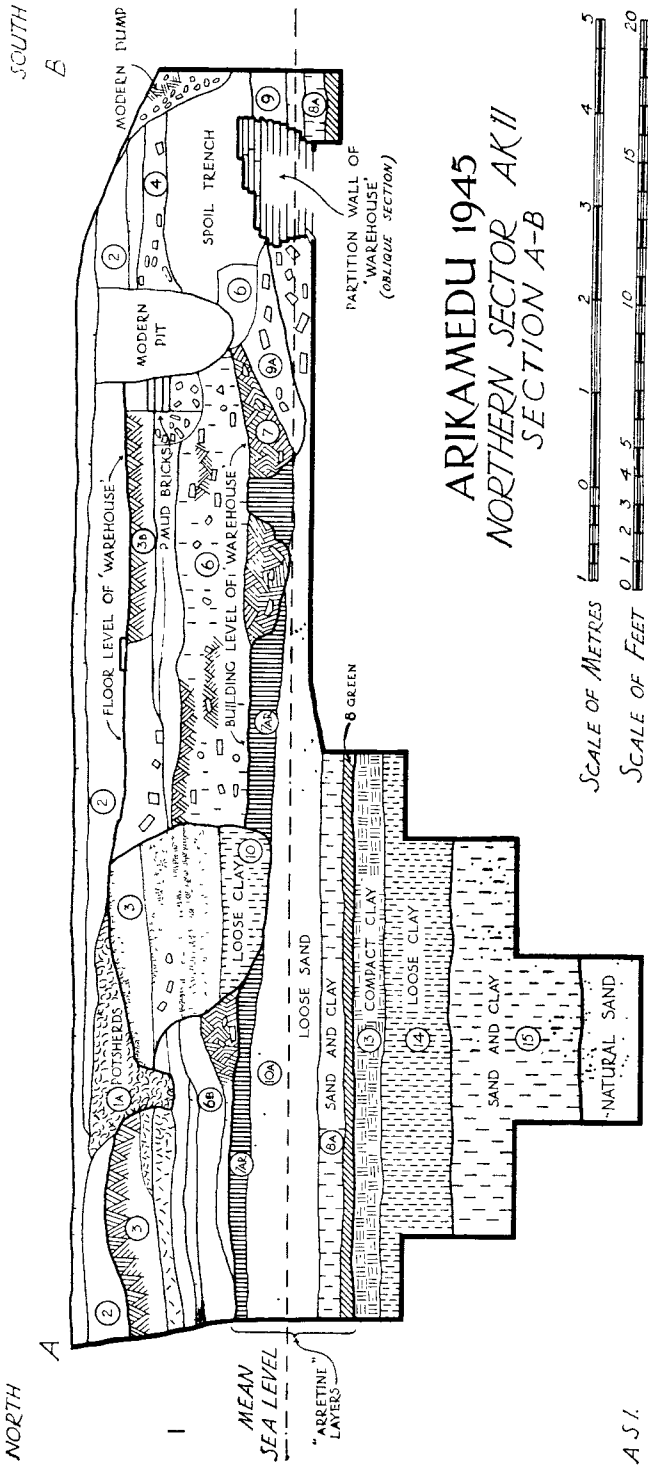 NORTH
SOUTH
A
B
MODERN DUMP
FLOOR LEVEL OF 'WAREHOUSE'
2
2
2
1A
POTSHERDS
3
3
3B
? MUD BRICKS
MODERN
PIT
4
SPOIL TRENCH
6
6
6B
BUILDING LEVEL OF 'WAREHOUSE'
LOOSE CLAY
10
7
9A
9
8A
7AR
7AR
10A
MEAN
SEA LEVEL
"ARRETINE"
LAYERS
LOOSE SAND
8A
SAND AND CLAY
8 GREEN
13
COMPACT CLAY
14
LOOSE CLAY
SAND AND CLAY
15
NATURAL SAND
PARTITION WALL OF
'WAREHOUSE'
(OBLIQUE SECTION)
ARIKAMEDU 1945
NORTHERN SECTOR AK II
SECTION A-B
1 0 1 2 3 4 5
SCALE OF METRES
0 1 2 3 4 5 10 15 20
SCALE OF FEET
A S I.